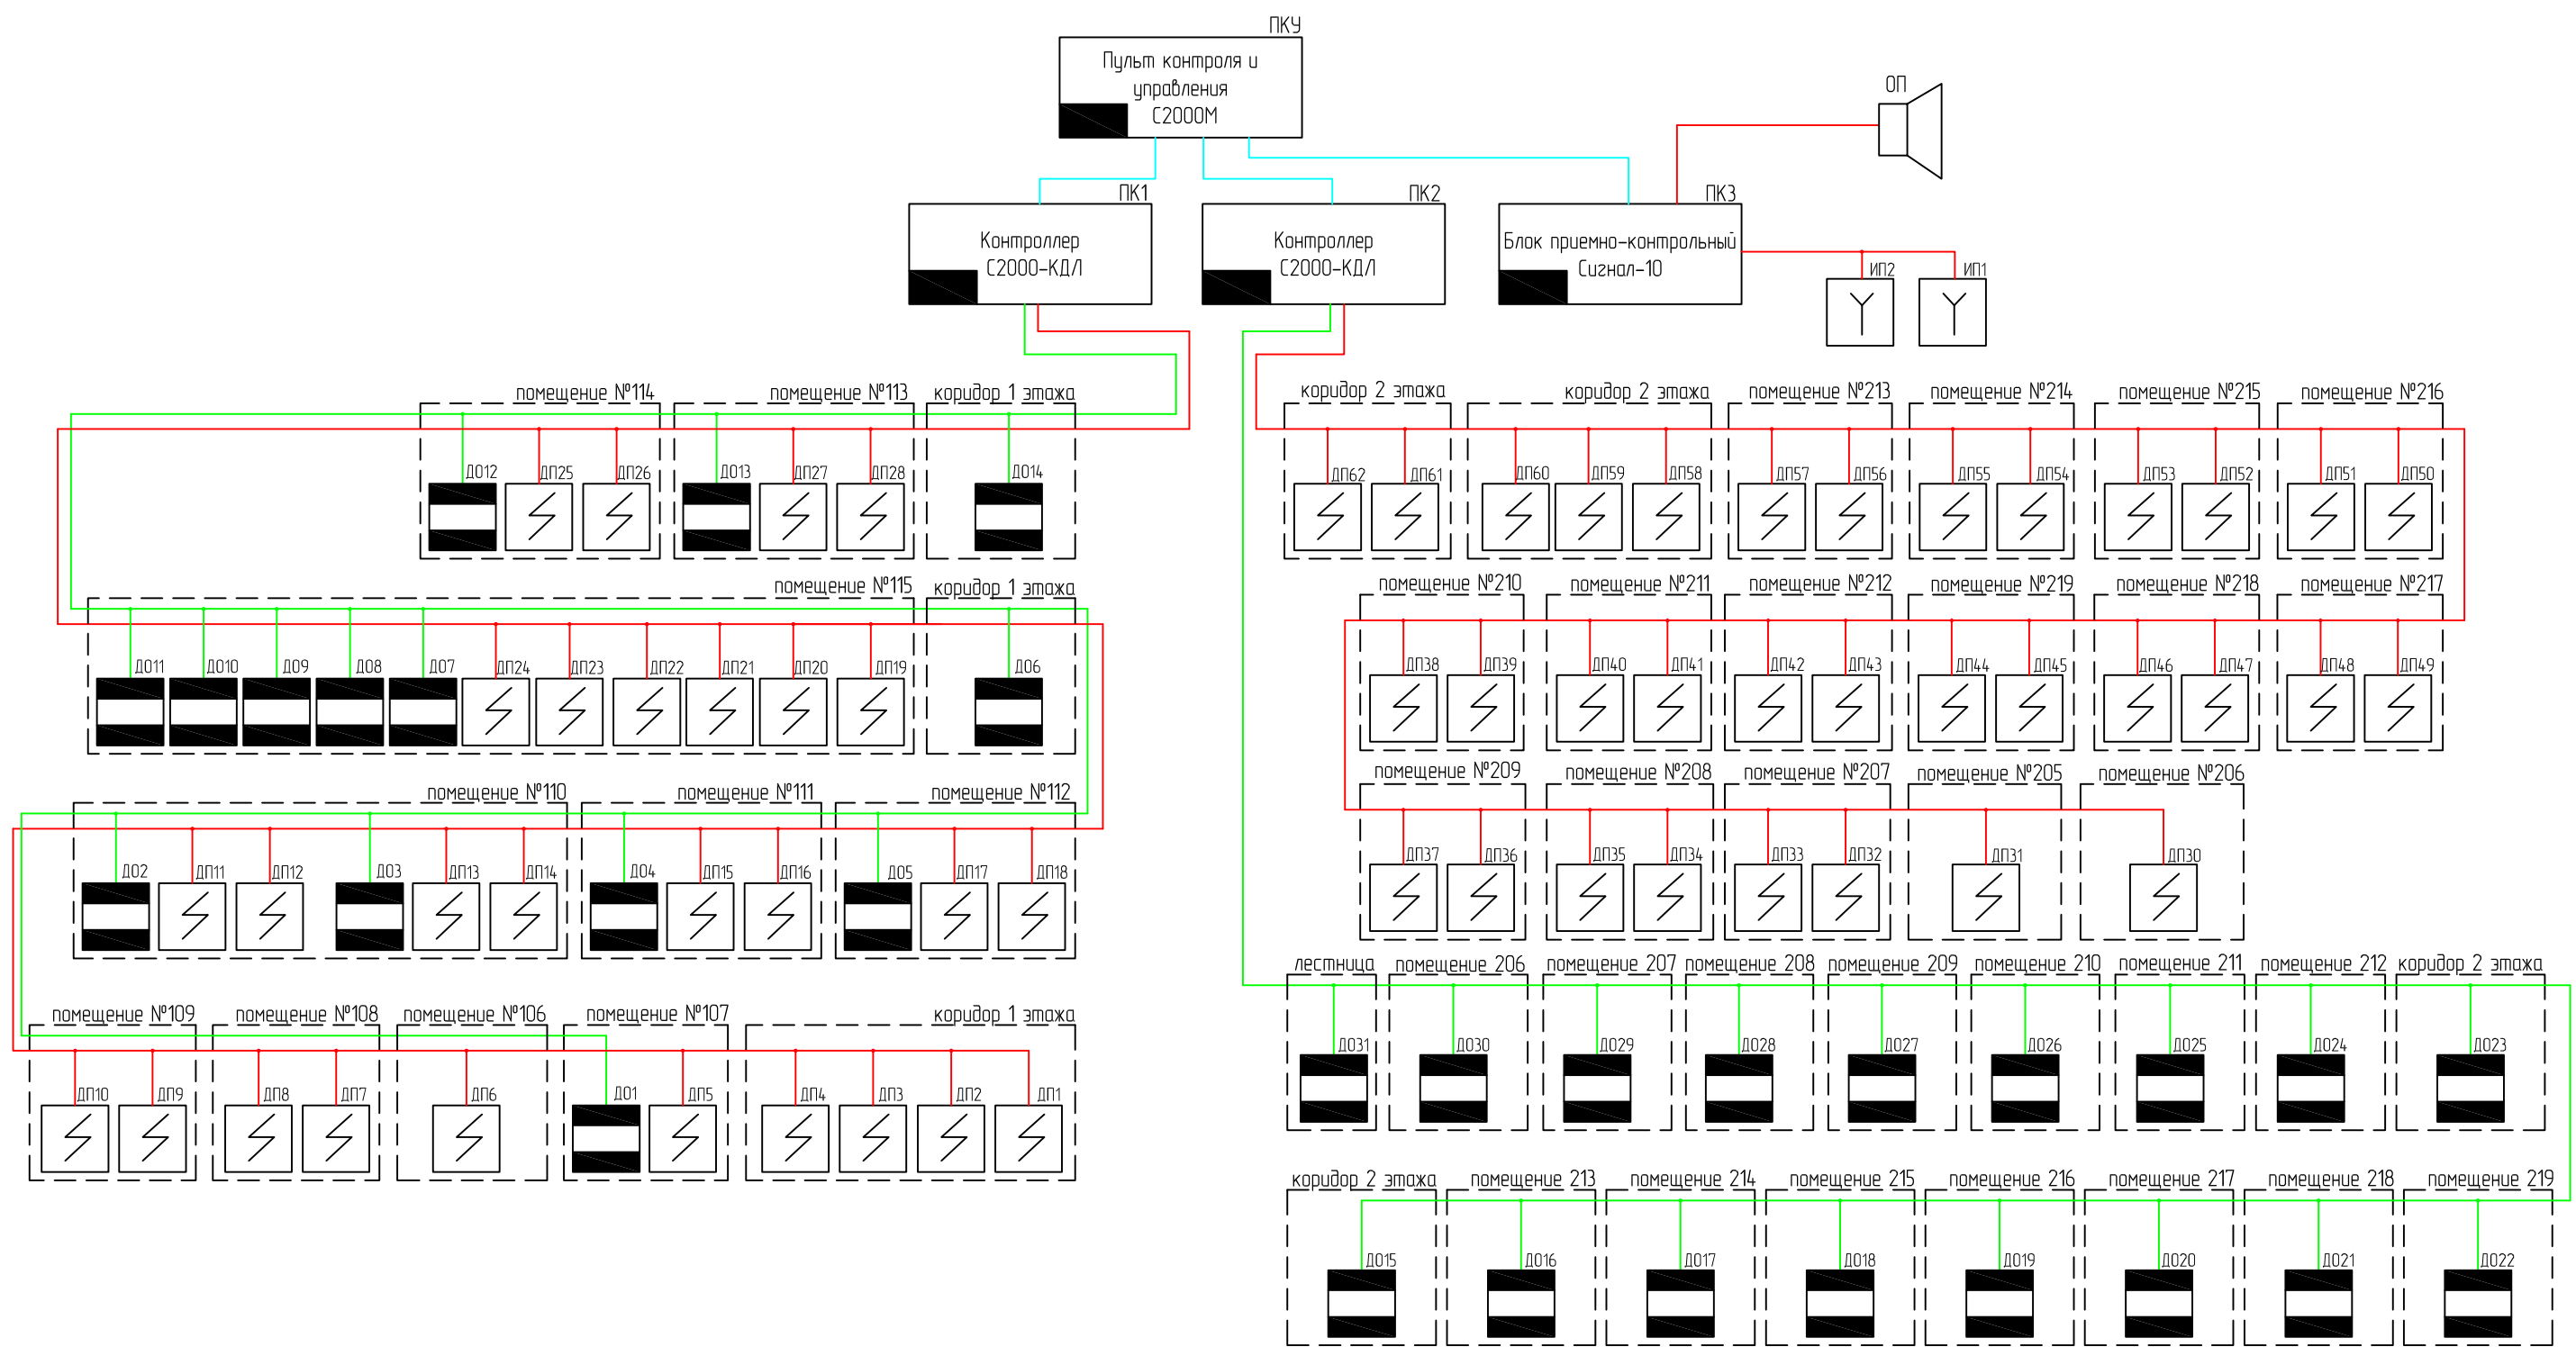 ПКУ
Пульт контроля и
управления
С2000М
ОП
ПК1
Контроллер
С2000-КДЛ
ПК2
Контроллер
С2000-КДЛ
ПК3
Блок приемно-контрольный
Сигнал-10
ИП2 ИП1
помещение №114 помещение №113 коридор 1 этажа
ДО12 ДП25 ДП26 ДО13 ДП27 ДП28 ДО14
помещение №115 коридор 1 этажа
ДО11 ДО10 ДО9 ДО8 ДО7 ДП24 ДП23 ДП22 ДП21 ДП20 ДП19 ДО6
помещение №110 помещение №111 помещение №112
ДО2 ДП11 ДП12 ДО3 ДП13 ДП14 ДО4 ДП15 ДП16 ДО5 ДП17 ДП18
помещение №109 помещение №108 помещение №106 помещение №107 коридор 1 этажа
ДП10 ДП9 ДП8 ДП7 ДП6 ДО1 ДП5 ДП4 ДП3 ДП2 ДП1
коридор 2 этажа коридор 2 этажа помещение №213 помещение №214 помещение №215 помещение №216
ДП62 ДП61 ДП60 ДП59 ДП58 ДП57 ДП56 ДП55 ДП54 ДП53 ДП52 ДП51 ДП50
помещение №210 помещение №211 помещение №212 помещение №219 помещение №218 помещение №217
ДП38 ДП39 ДП40 ДП41 ДП42 ДП43 ДП44 ДП45 ДП46 ДП47 ДП48 ДП49
помещение №209 помещение №208 помещение №207 помещение №205 помещение №206
ДП37 ДП36 ДП35 ДП34 ДП33 ДП32 ДП31 ДП30
лестница помещение 206 помещение 207 помещение 208 помещение 209 помещение 210 помещение 211 помещение 212 коридор 2 этажа
ДО31 ДО30 ДО29 ДО28 ДО27 ДО26 ДО25 ДО24 ДО23
коридор 2 этажа помещение 213 помещение 214 помещение 215 помещение 216 помещение 217 помещение 218 помещение 219
ДО15 ДО16 ДО17 ДО18 ДО19 ДО20 ДО21 ДО22